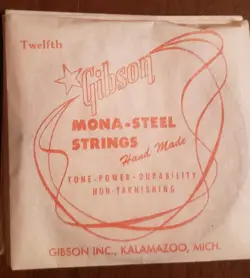 Twelfth
Gibson
MONA-STEEL
STRINGS
Hand Made
TONE-POWER-DURABILITY
NON-TARNISHING
GIBSON INC., KALAMAZOO, MICH.